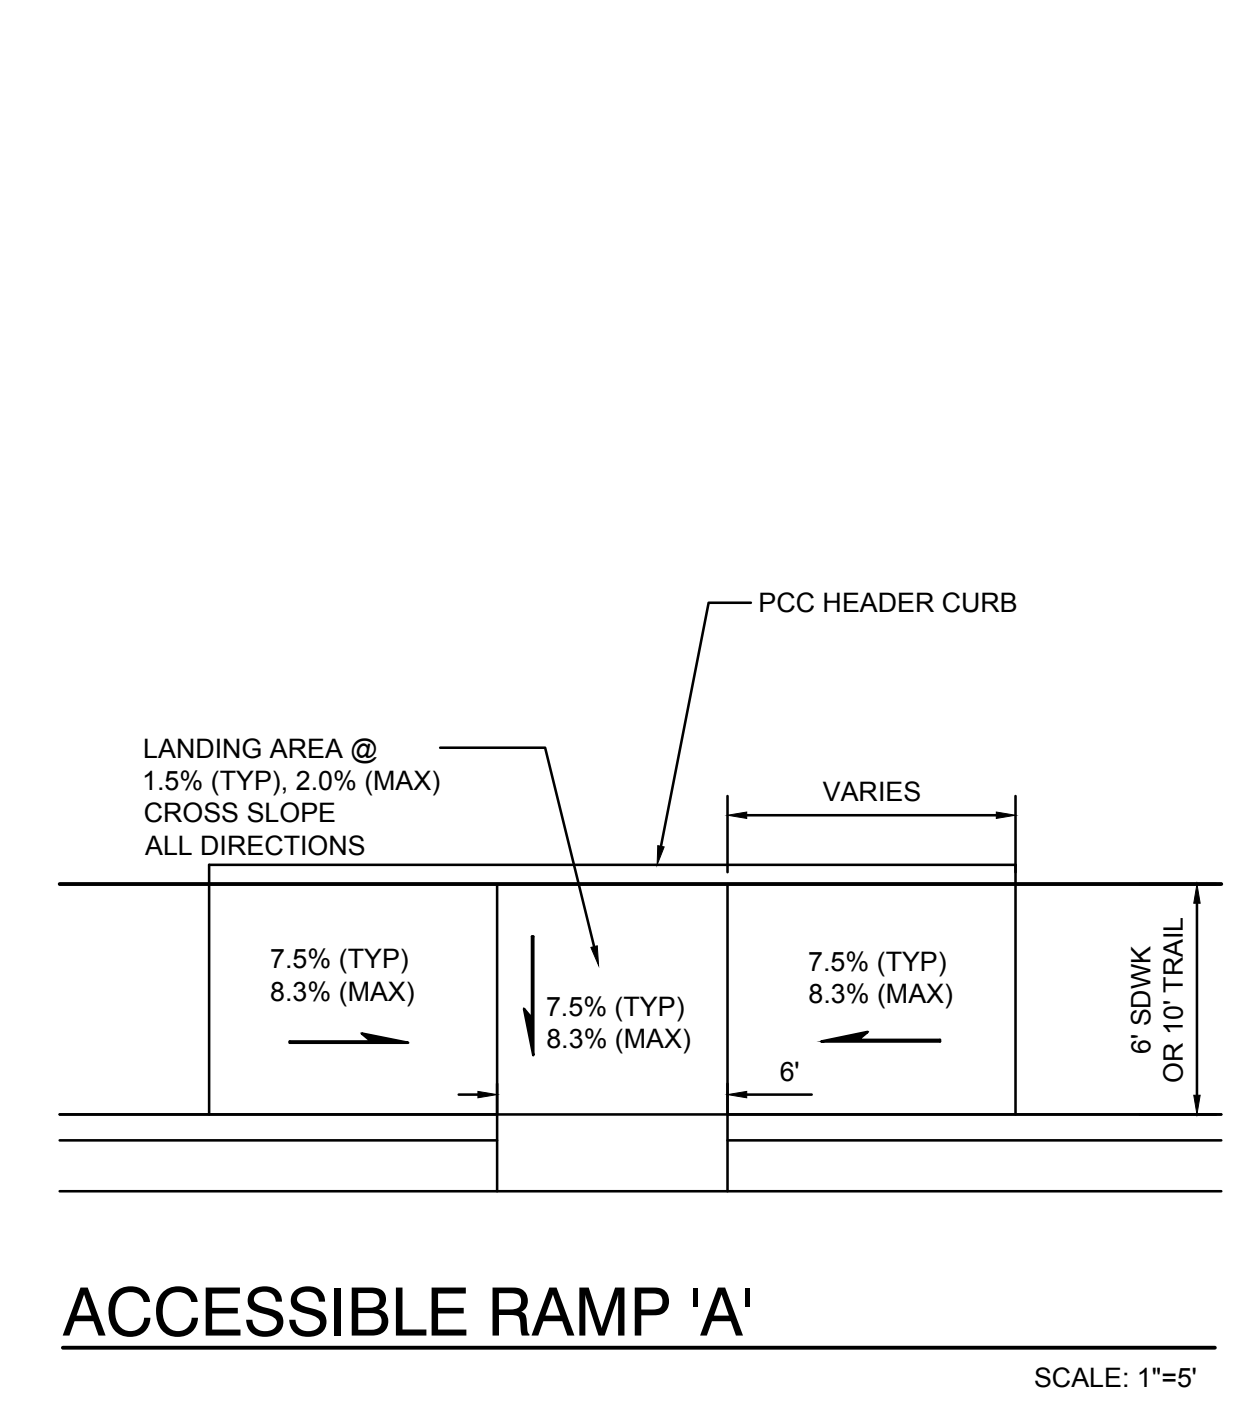 PCC HEADER CURB
LANDING AREA @
1.5% (TYP), 2.0% (MAX)
CROSS SLOPE
ALL DIRECTIONS
VARIES
7.5% (TYP)
8.3% (MAX)
7.5% (TYP)
8.3% (MAX)
7.5% (TYP)
8.3% (MAX)
6'
6' SDWK
OR 10' TRAIL
ACCESSIBLE RAMP 'A'
SCALE: 1"=5'